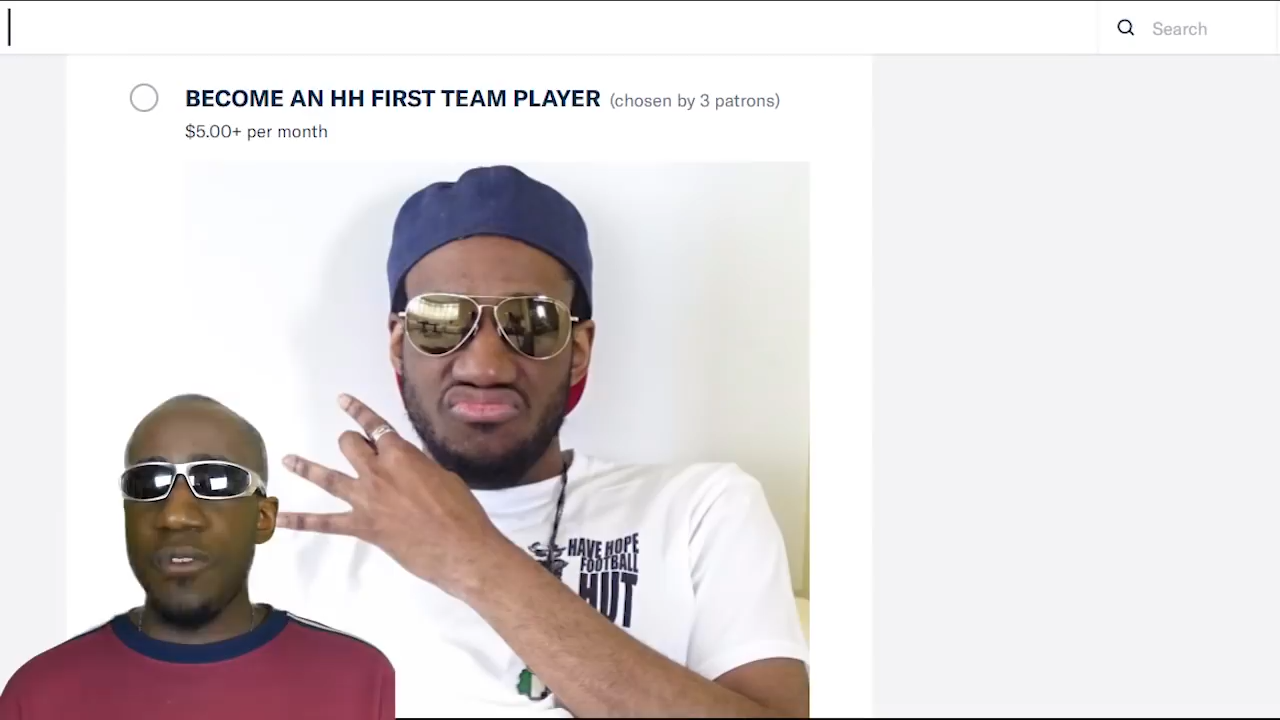 Search
BECOME AN HH FIRST TEAM PLAYER (chosen by 3 patrons)
$5.00+ per month
HAVE HOPE
FOOTBALL
HUT